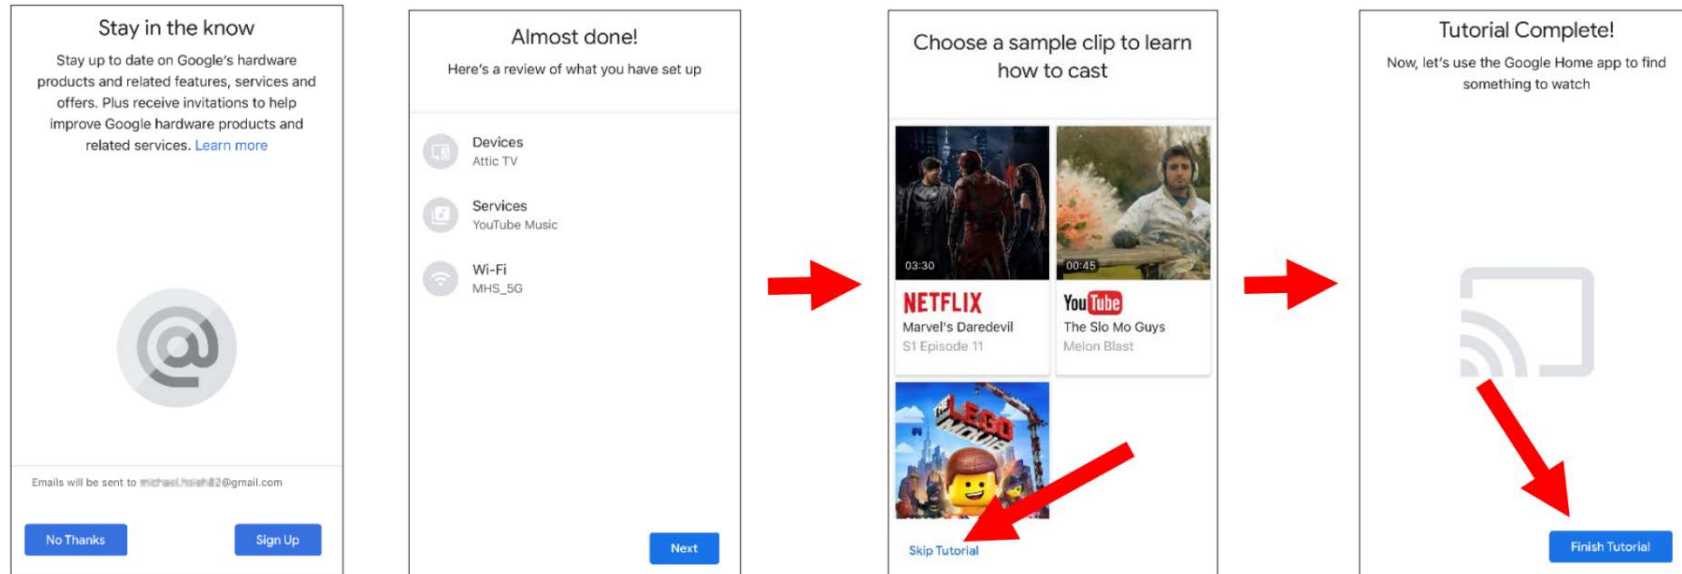 Stay in the know
Stay up to date on Google's hardware
products and related features, services and
offers. Plus receive invitations to help
improve Google hardware products and
related services. Learn more
Emails will be sent to @gmail.com
No Thanks
Sign Up
Almost done!
Here's a review of what you have set up
Devices
Attic TV
Services
YouTube Music
Wi-Fi
MHS_5G
Next
Choose a sample clip to learn
how to cast
03:30
00:45
NETFLIX
Marvel's Daredevil
S1 Episode 11
YouTube
The Slo Mo Guys
Melon Blast
THE LEGO
MOVIE
Skip Tutorial
Tutorial Complete!
Now, let's use the Google Home app to find
something to watch
Finish Tutorial